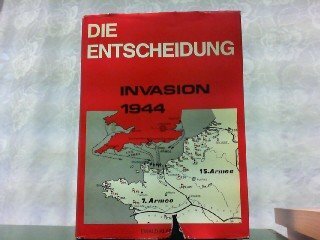 DIE
ENTSCHEIDUNG
INVASION
1944
15.Armee
7. Armee